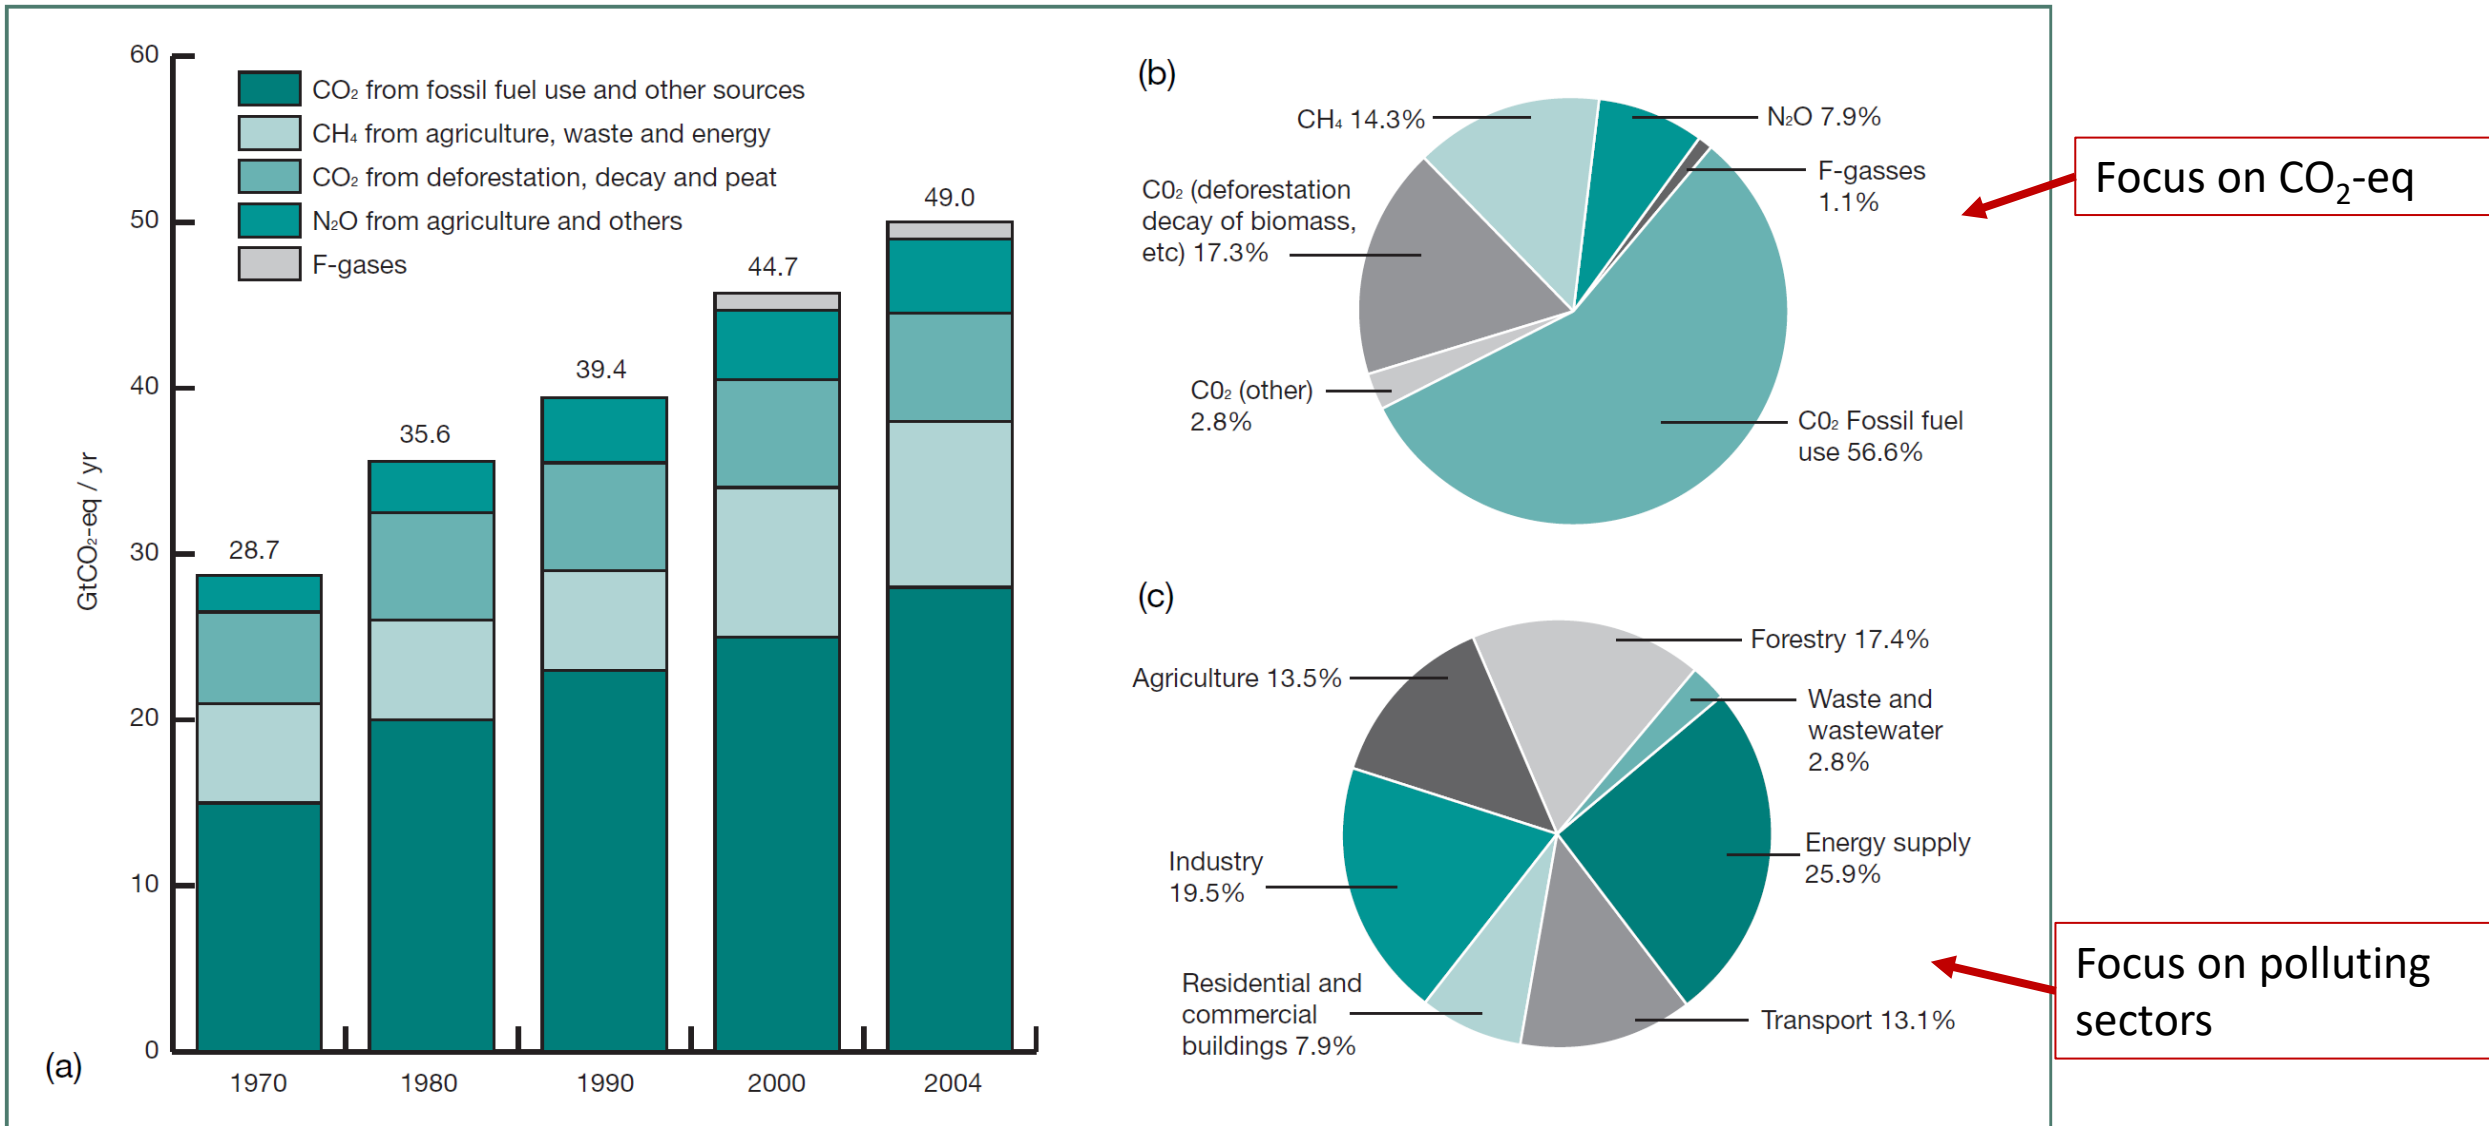 60
50
40
30
20
10
0
GtCO₂-eq / yr
CO₂ from fossil fuel use and other sources
CH₄ from agriculture, waste and energy
CO₂ from deforestation, decay and peat
N₂O from agriculture and others
F-gases
28.7
35.6
39.4
44.7
49.0
1970
1980
1990
2000
2004
(a)
(b)
CH₄ 14.3%
N₂O 7.9%
F-gasses
1.1%
C0₂ (deforestation
decay of biomass,
etc) 17.3%
C0₂ (other)
2.8%
C0₂ Fossil fuel
use 56.6%
(c)
Forestry 17.4%
Agriculture 13.5%
Waste and
wastewater
2.8%
Energy supply
25.9%
Industry
19.5%
Residential and
commercial
buildings 7.9%
Transport 13.1%
Focus on CO₂-eq
Focus on polluting
sectors